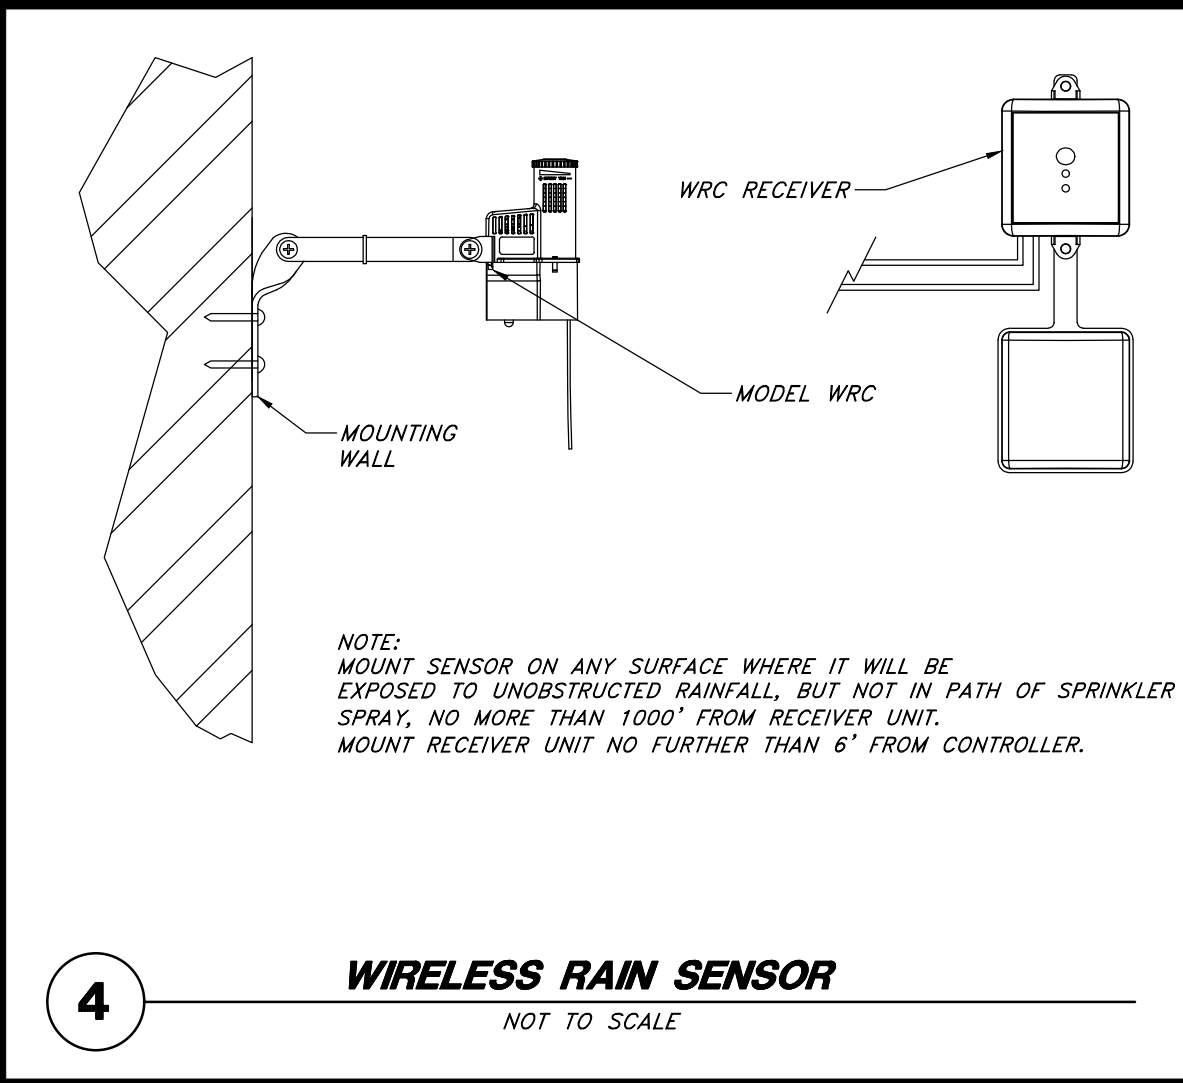 WRC RECEIVER
MODEL WRC
MOUNTING
WALL
NOTE:
MOUNT SENSOR ON ANY SURFACE WHERE IT WILL BE
EXPOSED TO UNOBSTRUCTED RAINFALL, BUT NOT IN PATH OF SPRINKLER
SPRAY, NO MORE THAN 1000' FROM RECEIVER UNIT.
MOUNT RECEIVER UNIT NO FURTHER THAN 6' FROM CONTROLLER.
4
WIRELESS RAIN SENSOR
NOT TO SCALE